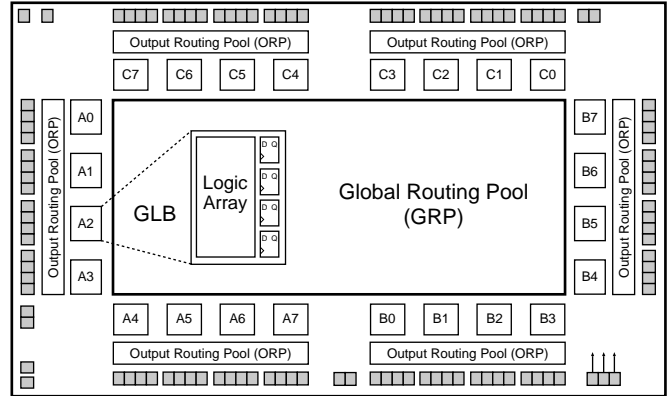 Output Routing Pool (ORP)
Output Routing Pool (ORP)
C7 C6 C5 C4
C3 C2 C1 C0
Output Routing Pool (ORP)
A0
A1
A2
A3
GLB
Logic
Array
D Q
D Q
D Q
D Q
Global Routing Pool
(GRP)
B7
B6
B5
B4
Output Routing Pool (ORP)
A4 A5 A6 A7
B0 B1 B2 B3
Output Routing Pool (ORP)
Output Routing Pool (ORP)